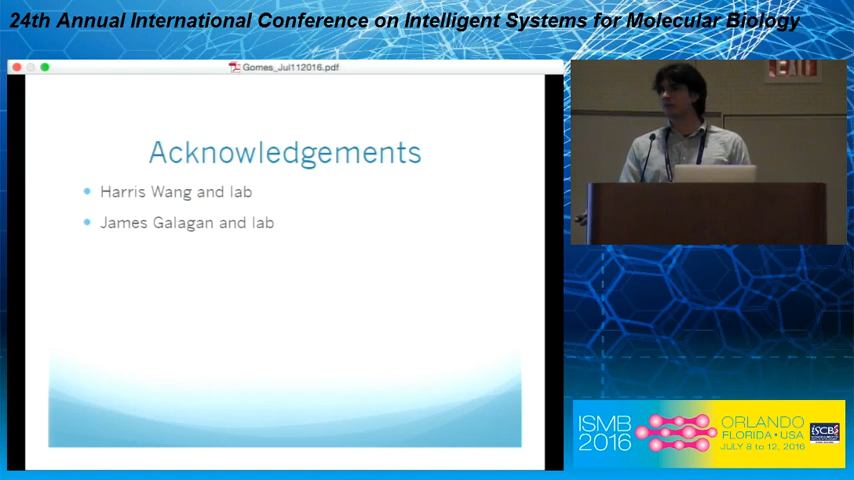 24th Annual International Conference on Intelligent Systems for Molecular Biology
Gomes_Jul112016.pdf
EXIT
Acknowledgements
Harris Wang and lab
James Galagan and lab
ISMB
2016
ORLANDO
FLORIDA • USA
JULY 8 to 12, 2016
ISCB